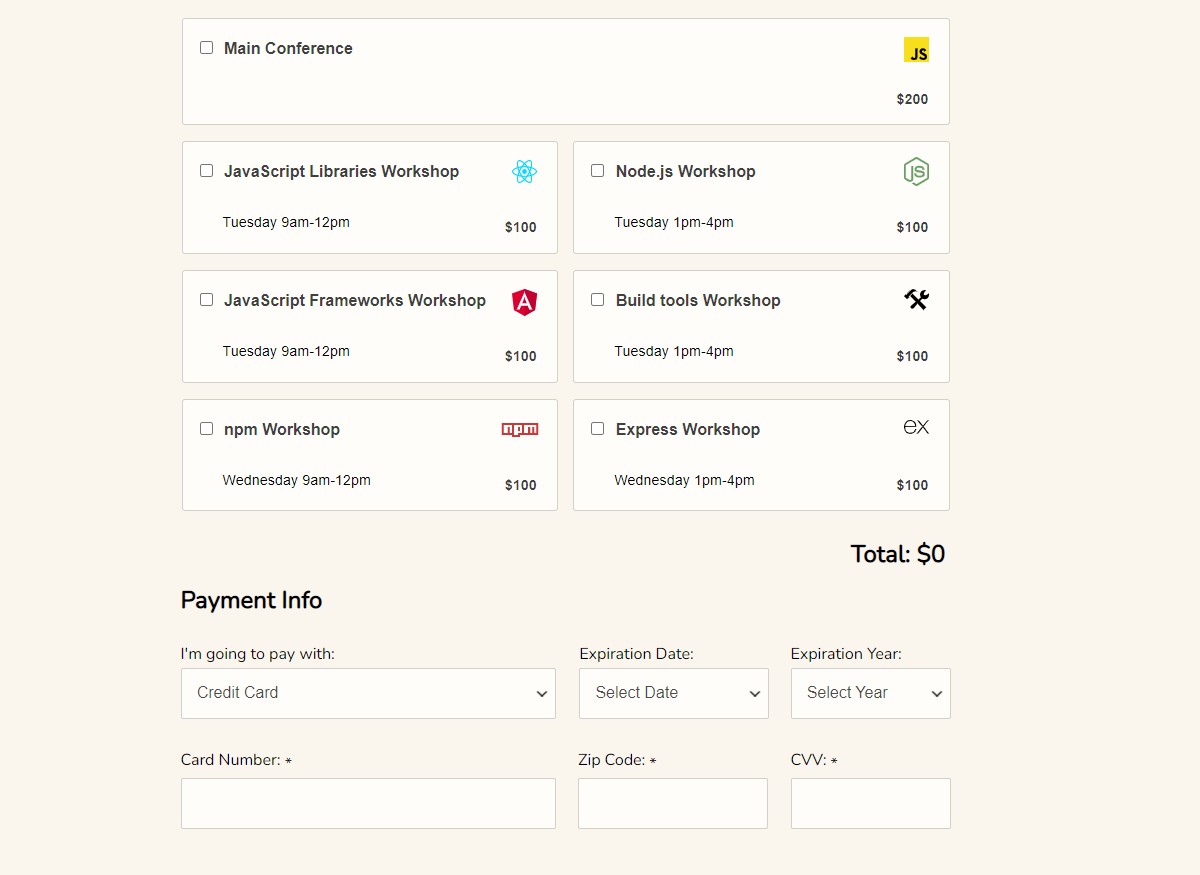 Main Conference
JS
$200
JavaScript Libraries Workshop
Tuesday 9am-12pm
$100
Node.js Workshop
JS
Tuesday 1pm-4pm
$100
JavaScript Frameworks Workshop
A
Tuesday 9am-12pm
$100
Build tools Workshop
Tuesday 1pm-4pm
$100
npm Workshop
npm
Wednesday 9am-12pm
$100
Express Workshop
ex
Wednesday 1pm-4pm
$100
Total: $0
Payment Info
I'm going to pay with:
Credit Card
Expiration Date:
Select Date
Expiration Year:
Select Year
Card Number: *
Zip Code: *
CVV: *